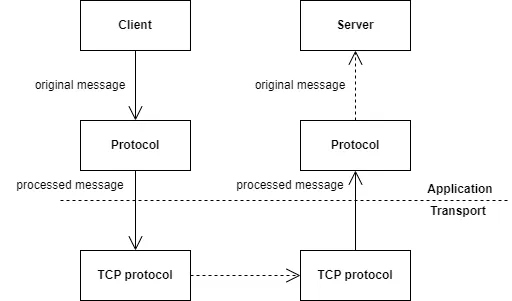 Client
Server
original message
original message
Protocol
Protocol
processed message
processed message
Application
Transport
TCP protocol
TCP protocol